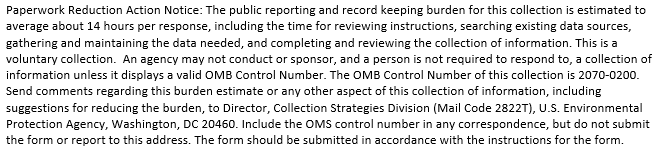 Paperwork Reduction Action Notice: The public reporting and record keeping burden for this collection is estimated to
average about 14 hours per response, including the time for reviewing instructions, searching existing data sources,
gathering and maintaining the data needed, and completing and reviewing the collection of information. This is a
voluntary collection.  An agency may not conduct or sponsor, and a person is not required to respond to, a collection of
information unless it displays a valid OMB Control Number. The OMB Control Number of this collection is 2070-0200.
Send comments regarding this burden estimate or any other aspect of this collection of information, including
suggestions for reducing the burden, to Director, Collection Strategies Division (Mail Code 2822T), U.S. Environmental
Protection Agency, Washington, DC 20460. Include the OMS control number in any correspondence, but do not submit
the form or report to this address. The form should be submitted in accordance with the instructions for the form.